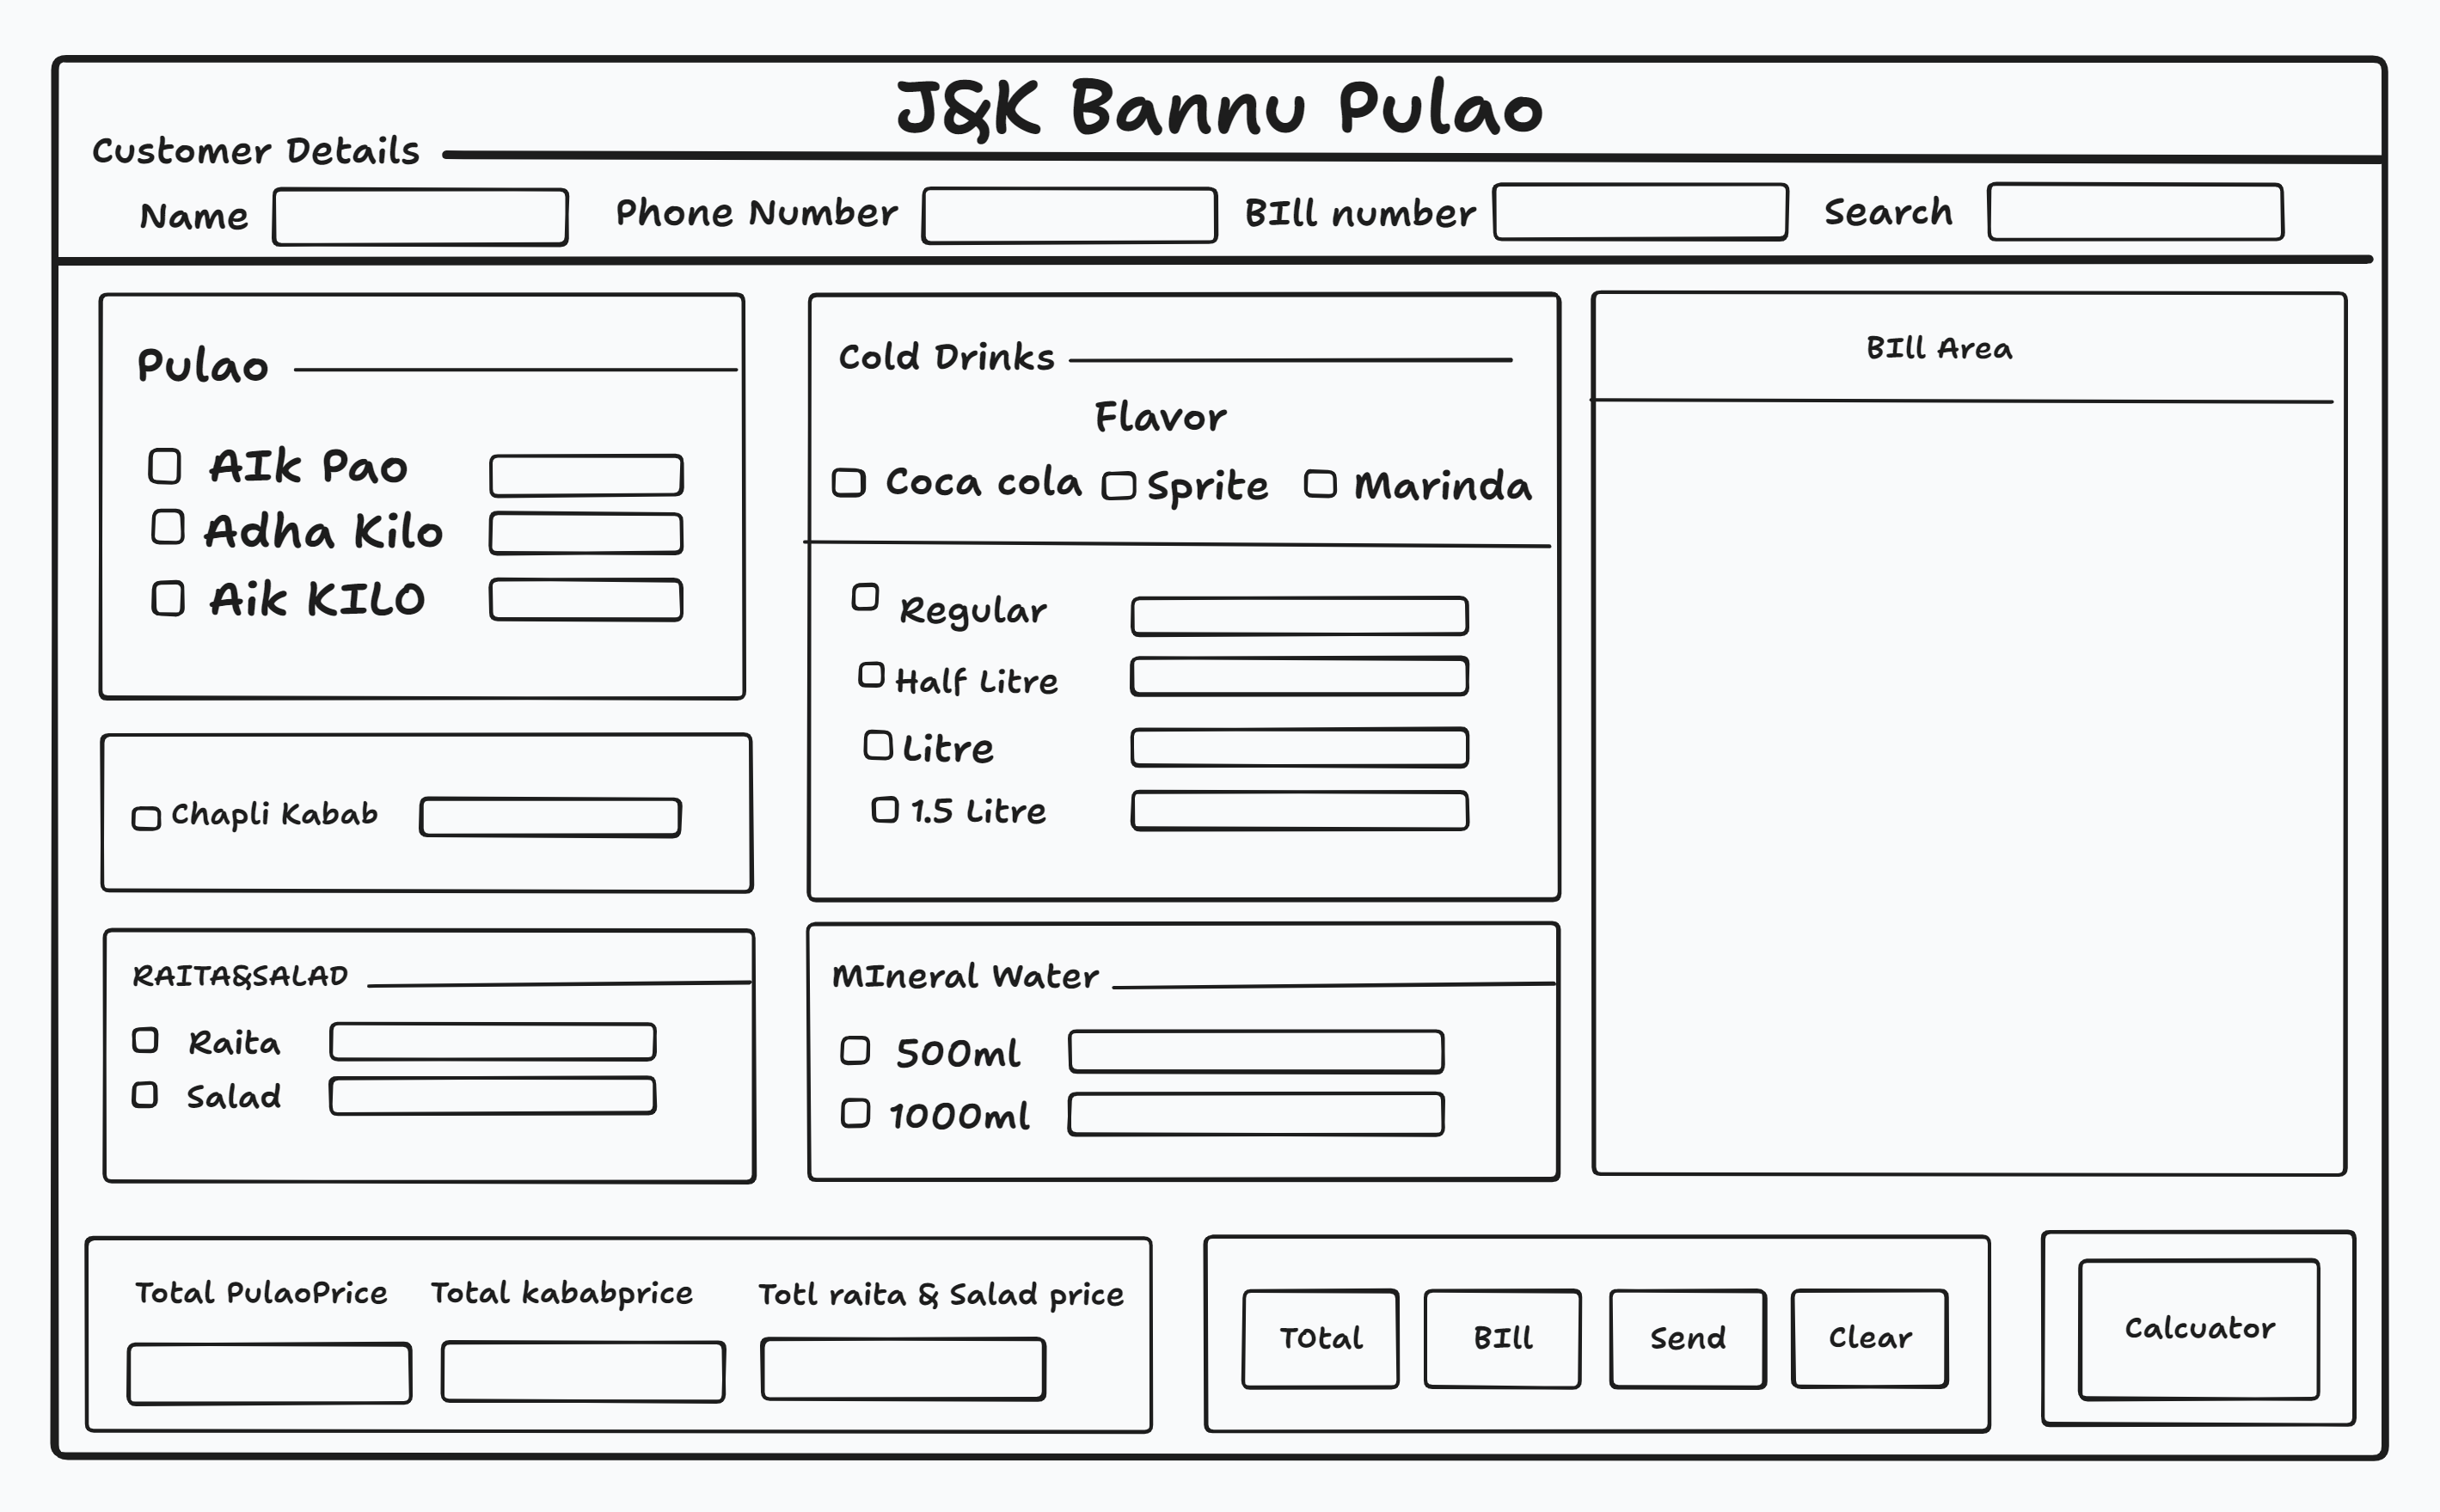 J&K Bannu Pulao
Customer Details
Name Phone Number BIll number Search
Pulao
AIk Pao
Adha Kilo
Aik KILO
Chapli Kabab
RAITA&SALAD
Raita
Salad
Cold Drinks
Flavor
Coca cola Sprite Marinda
Regular
Half Litre
Litre
1.5 Litre
MIneral Water
500ml
1000ml
BIll Area
Total PulaoPrice Total kababprice Totl raita & Salad price
TOtal BIll Send Clear
Calcuator